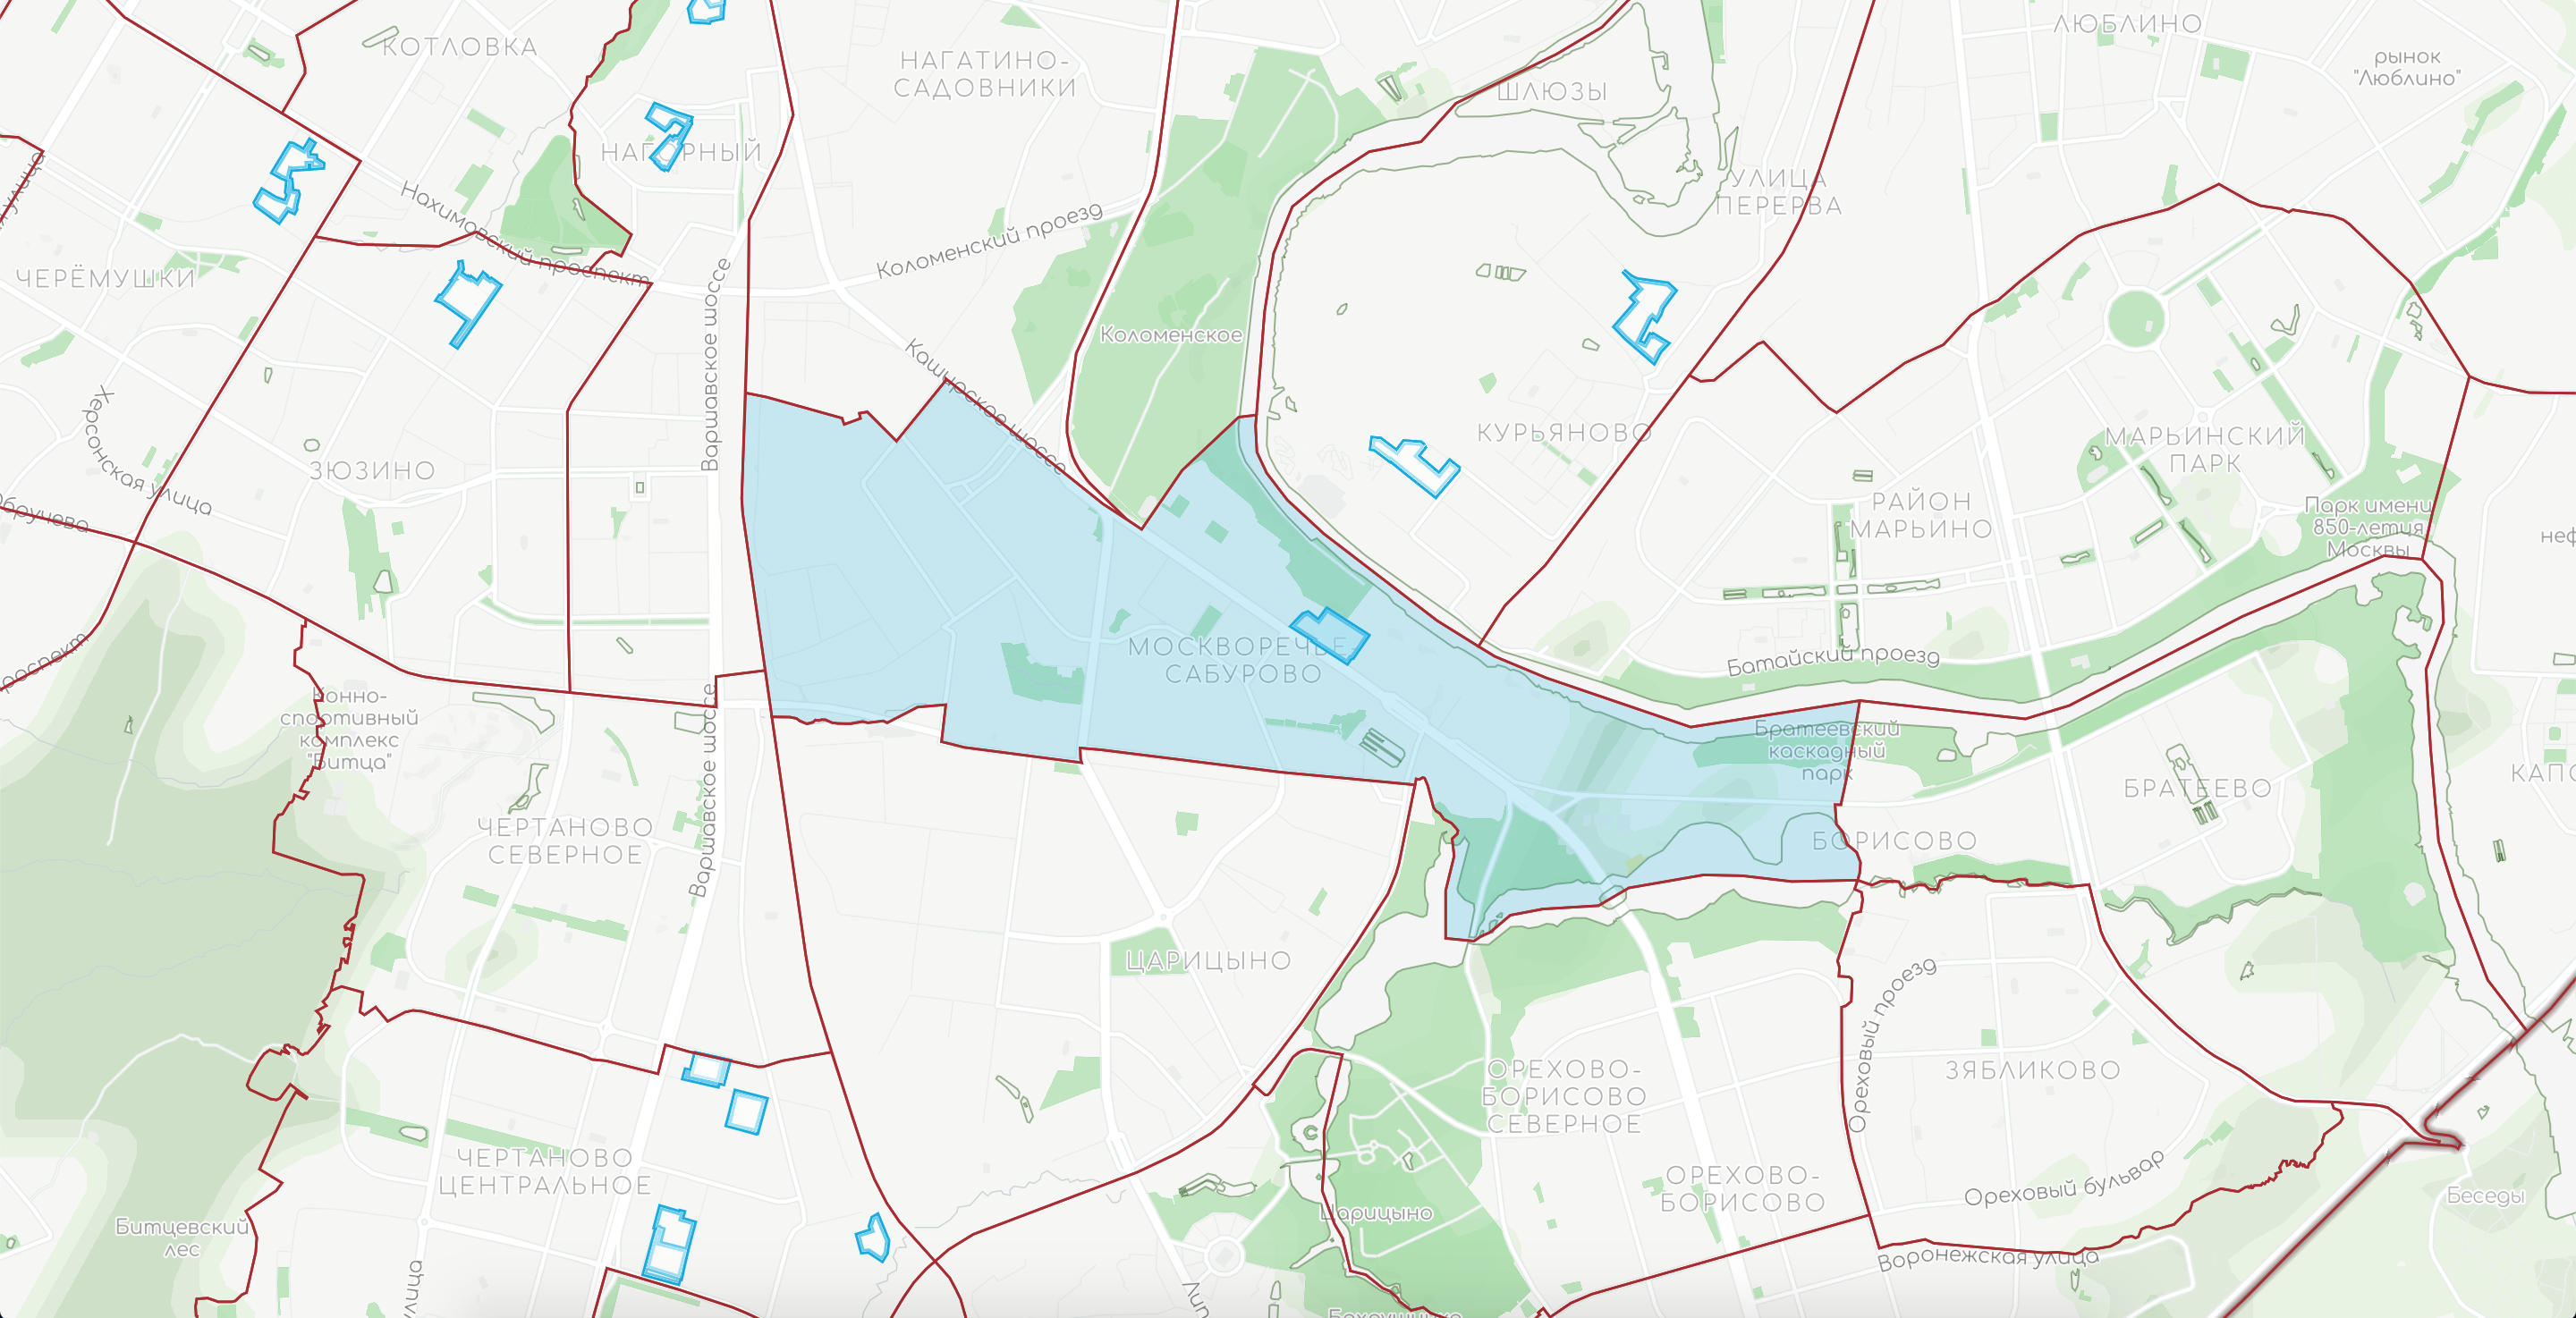 КОТЛОВКА
НАГАТИНО-
САДОВНИКИ
ШЛЮЗЫ
ЛЮБЛИНО
рынок
"Люблино"
НАГОРНЫЙ
УЛИЦА
ПЕРЕРВА
Нахимовский проспект
Коломенский проезд
ЧЕРЁМУШКИ
Варшавское шоссе
Каширское шоссе
Коломенское
Херсонская улица
ЗЮЗИНО
КУРЬЯНОВО
МАРЬИНСКИЙ
ПАРК
РАЙОН
МАРЬИНО
Парк имени
850-летия
Москвы
МОСКВОРЕЧЬЕ-
САБУРОВО
Батайский проезд
Конно-
спортивный
комплекс
"Битца"
Варшавское шоссе
Братеевский
каскадный
парк
БРАТЕЕВО
БОРИСОВО
ЧЕРТАНОВО
СЕВЕРНОЕ
ЦАРИЦЫНО
Ореховый проезд
ОРЕХОВО-
БОРИСОВО
СЕВЕРНОЕ
ЗЯБЛИКОВО
ЧЕРТАНОВО
ЦЕНТРАЛЬНОЕ
ОРЕХОВО-
БОРИСОВО
Ореховый бульвар
Беседы
Битцевский
лес
Царицыно
Воронежская улица